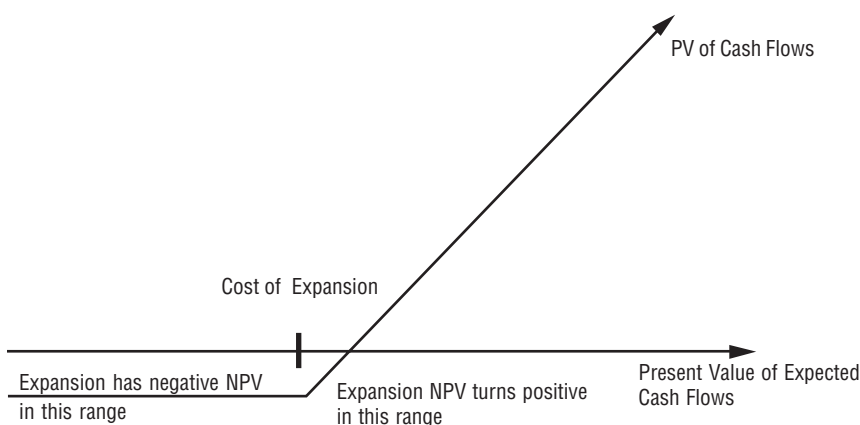 PV of Cash Flows
Cost of Expansion
Expansion has negative NPV
in this range
Expansion NPV turns positive
in this range
Present Value of Expected
Cash Flows